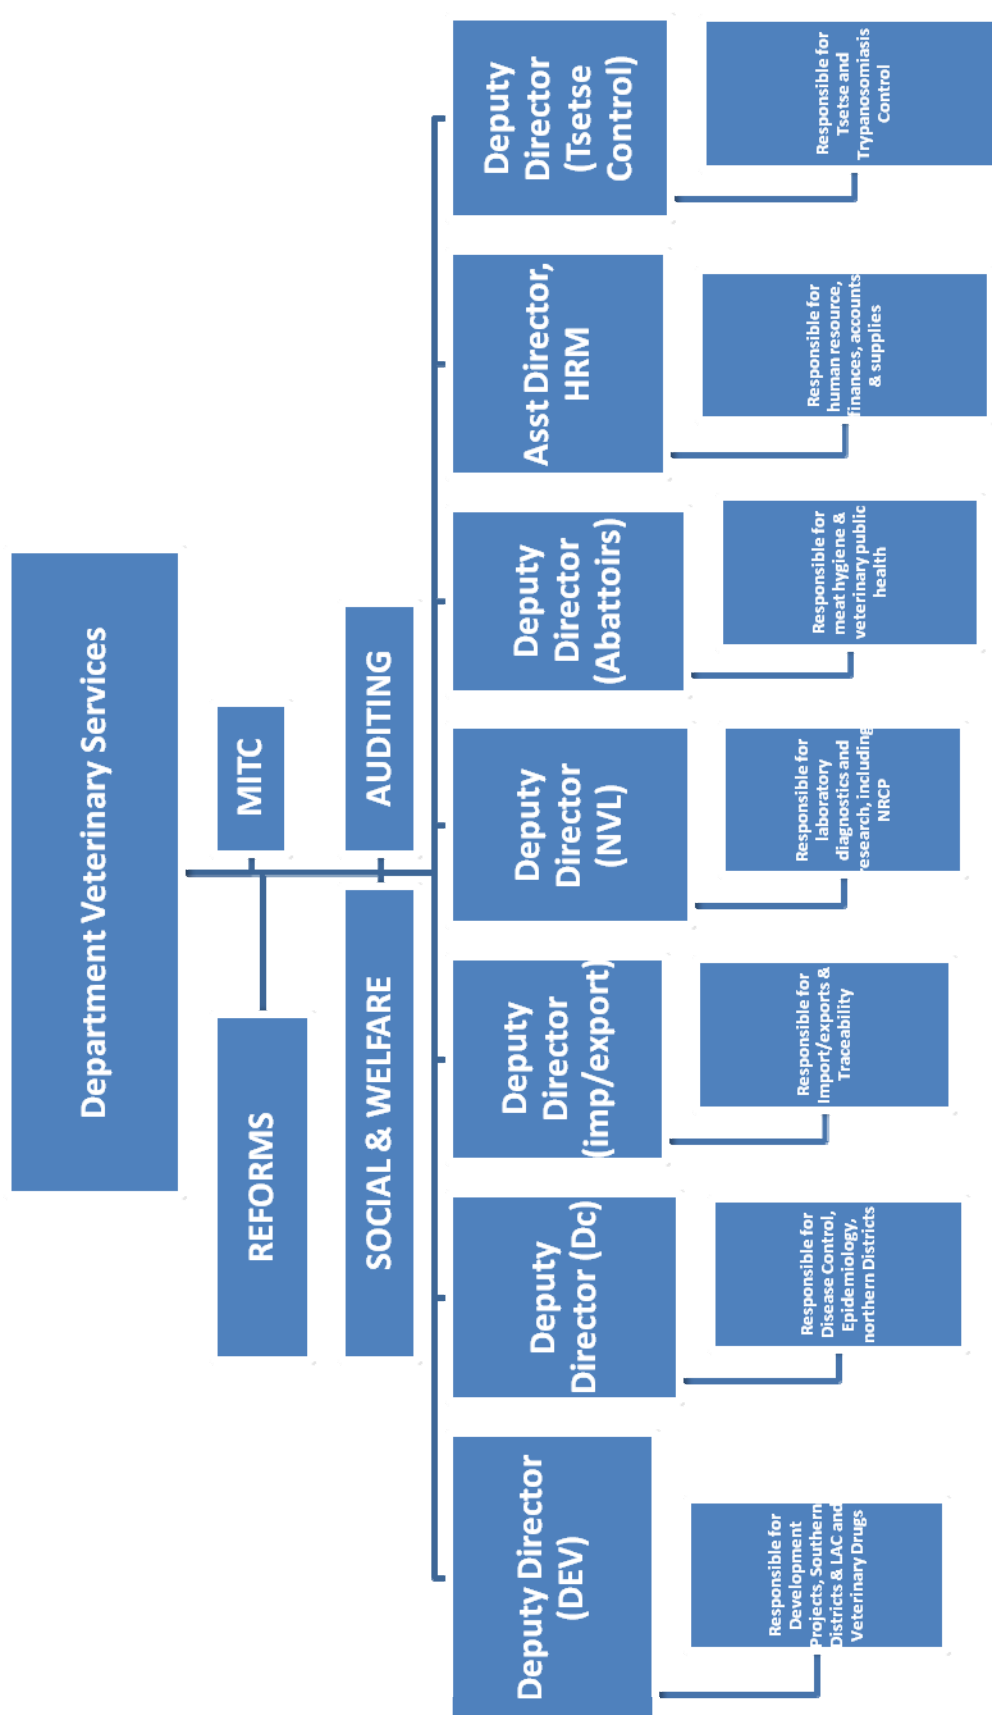 Department Veterinary Services
REFORMS
MITC
SOCIAL & WELFARE
AUDITING
Deputy Director
(DEV)
Responsible for
Development
Projects, Southern
Districts & LAC and
Veterinary Drugs
Deputy
Director (Dc)
Responsible for
Disease Control,
Epidemiology,
northern Districts
Deputy
Director
(imp/export)
Responsible for
Import/exports &
Traceability
Deputy
Director
(NVL)
Responsible for
laboratory
diagnostics and
research, including
NRCP
Deputy
Director
(Abattoirs)
Responsible for
meat hygiene &
veterinary public
health
Asst Director,
HRM
Responsible for
human resource,
finances, accounts
& supplies
Deputy
Director
(Tsetse
Control)
Responsible for
Tsetse and
Trypanosomiasis
Control